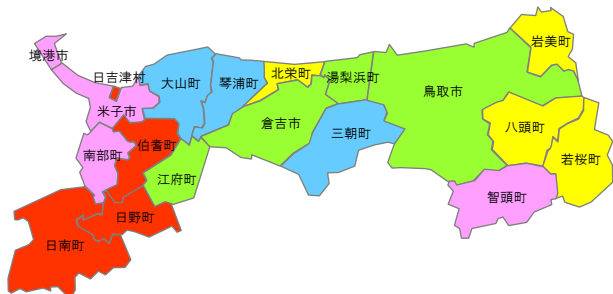 岩美町
境港市
日吉津村
大山町
琴浦町
北栄町
湯梨浜町
鳥取市
米子市
倉吉市
三朝町
八頭町
伯耆町
南部町
若桜町
江府町
智頭町
日野町
日南町